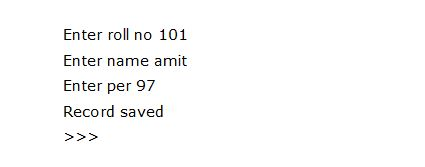 Enter roll no 101
Enter name amit
Enter per 97
Record saved
>>>